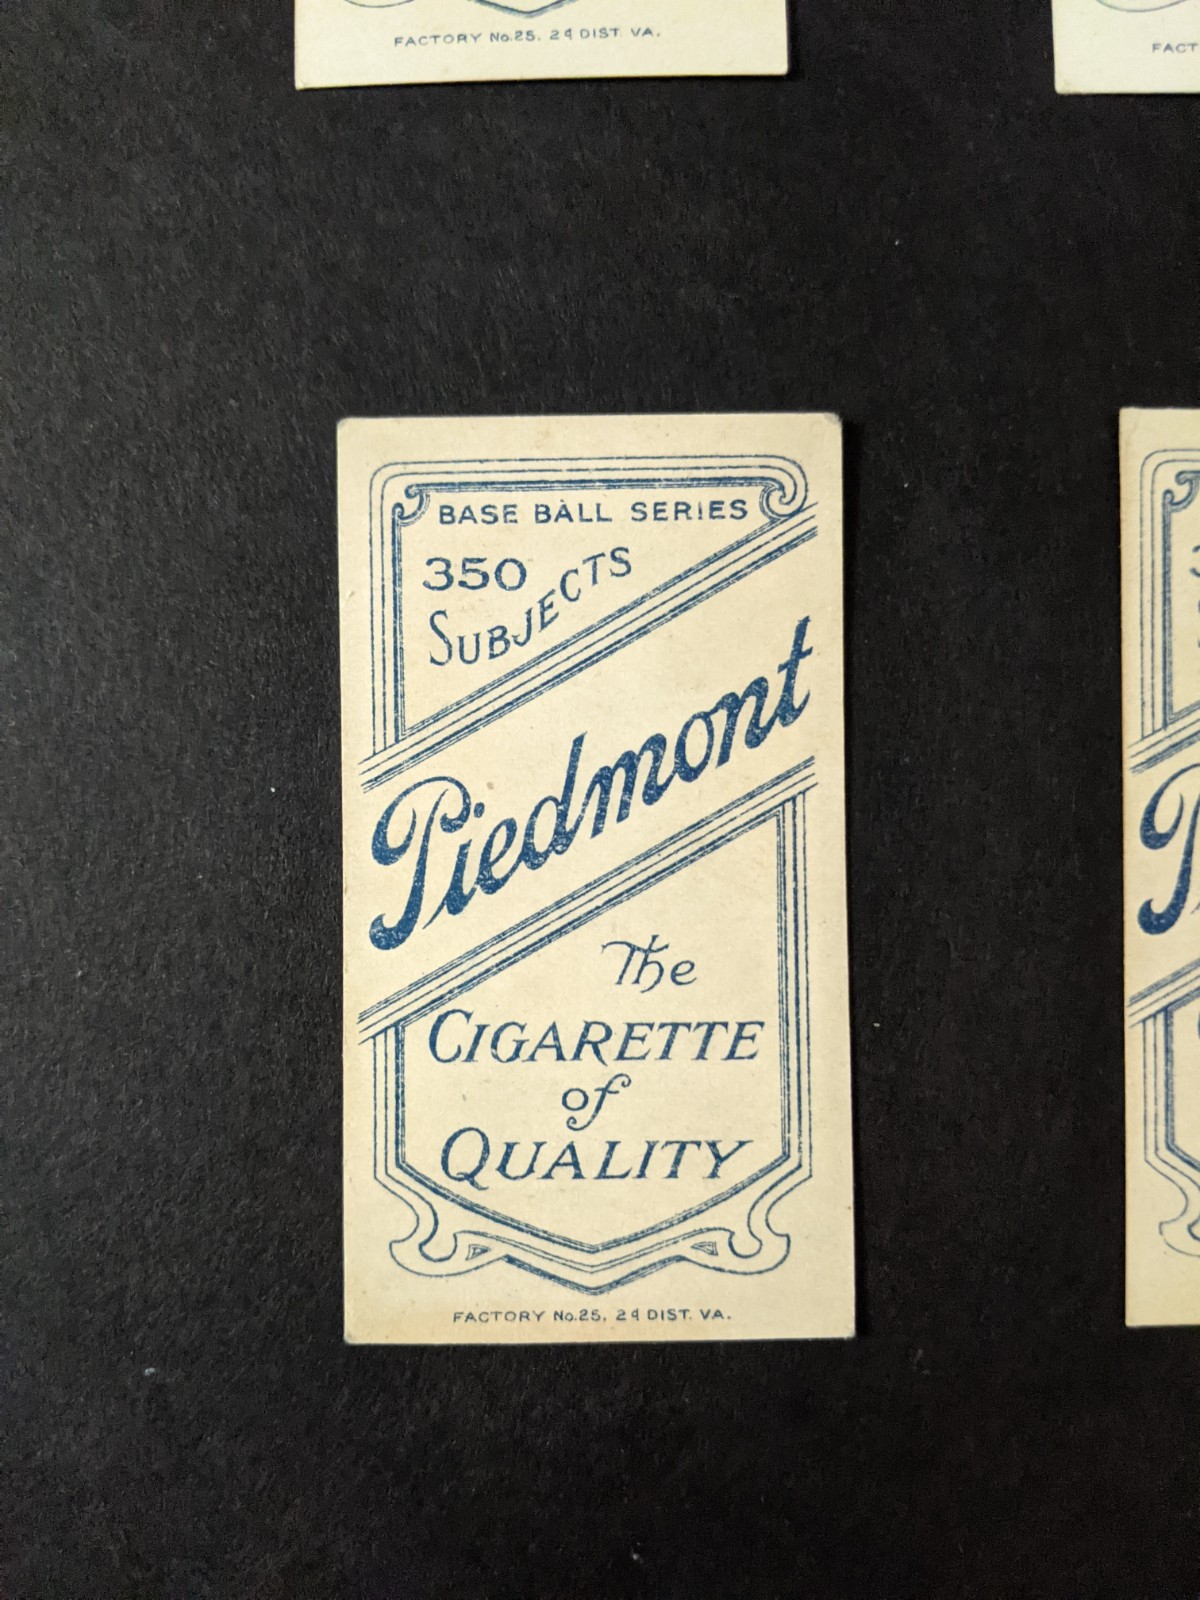 FACTORY No.25. 2d DIST. VA.
FACT
BASE BALL SERIES
350
SUBJECTS
Piedmont
The
CIGARETTE
of
QUALITY
FACTORY No.25, 2d DIST. VA.